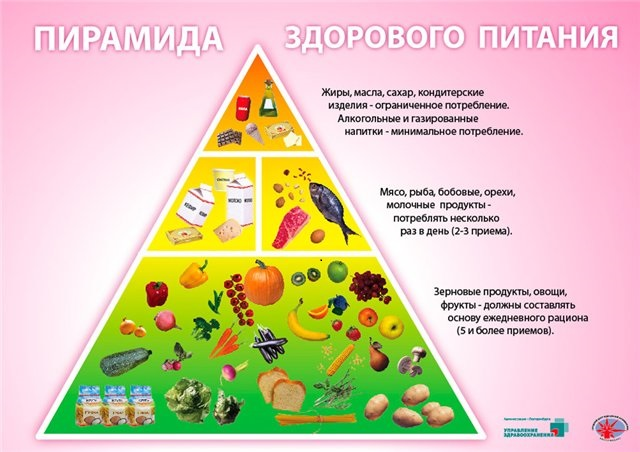 ПИРАМИДА ЗДОРОВОГО ПИТАНИЯ
Жиры, масла, сахар, кондитерские
изделия - ограниченное потребление.
Алкогольные и газированные
напитки - минимальное потребление.
Мясо, рыба, бобовые, орехи,
молочные продукты -
потреблять несколько
раз в день (2-3 приема).
Зерновые продукты, овощи,
фрукты - должны составлять
основу ежедневного рациона
(5 и более приемов).
УПРАВЛЕНИЕ
ЗДРАВООХРАНЕНИЯ